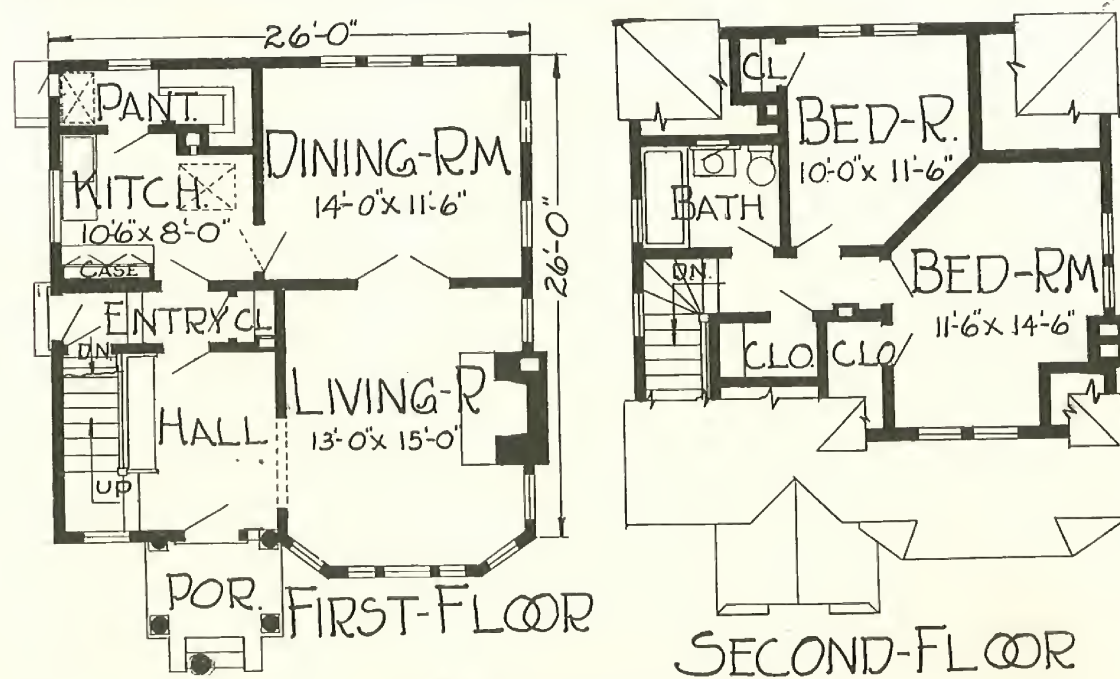 26'-0"
PANT.
DINING-RM
14'-0" x 11'-6"
KITCH.
10'6" x 8'-0"
CASE
26'-0"
ENTRY
CL
DN.
LIVING-R
13'-0" x 15'-0"
HALL
UP
POR.
FIRST-FLOOR
CL
BED-R.
10'-0" x 11'-6"
BATH
DN.
BED-RM
11'-6" x 14'-6"
CLO.
CLO
SECOND-FLOOR